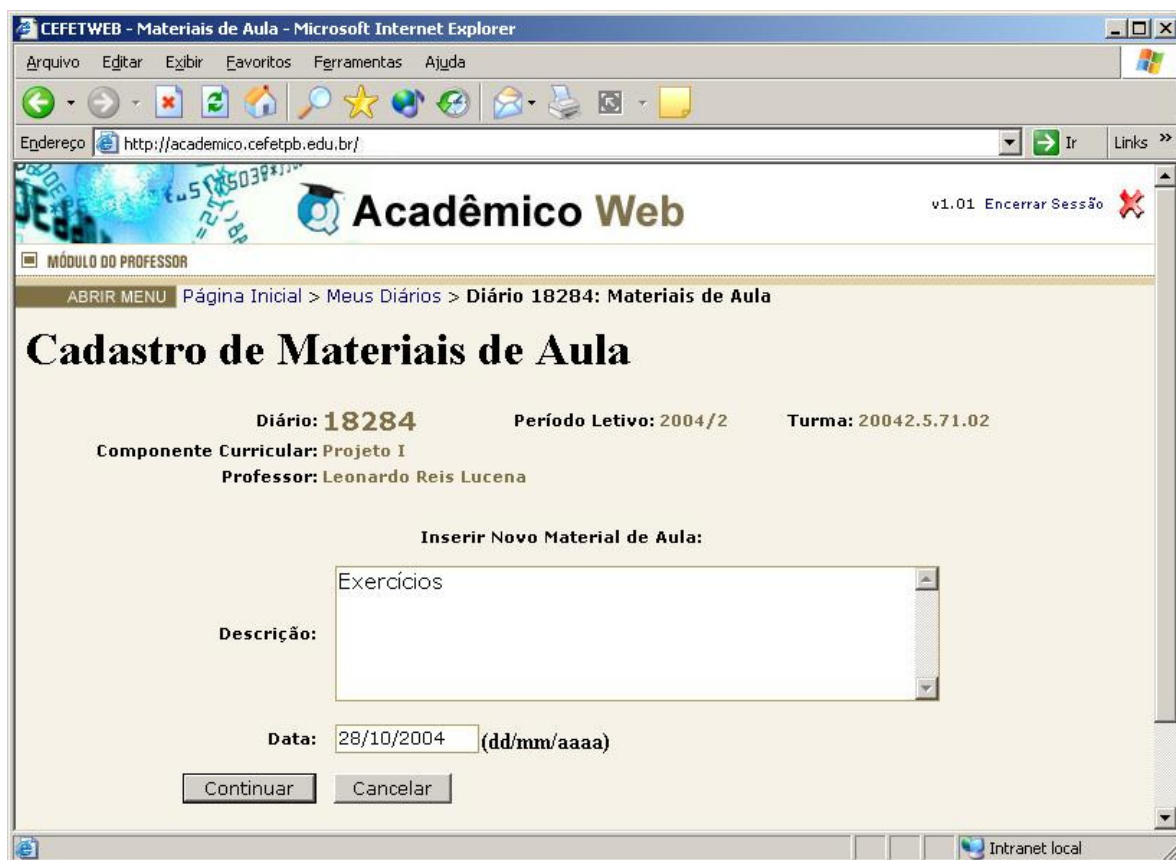 CEFETWEB - Materiais de Aula - Microsoft Internet Explorer
Arquivo Editar Exibir Favoritos Ferramentas Ajuda
Endereço http://academico.cefetpb.edu.br/ Ir Links »
Acadêmico Web v1.01 Encerrar Sessão
MÓDULO DO PROFESSOR
ABRIR MENU Página Inicial > Meus Diários > Diário 18284: Materiais de Aula
Cadastro de Materiais de Aula
Diário: 18284 Período Letivo: 2004/2 Turma: 20042.5.71.02
Componente Curricular: Projeto I
Professor: Leonardo Reis Lucena
Inserir Novo Material de Aula:
Descrição: Exercícios
Data: 28/10/2004 (dd/mm/aaaa)
Continuar Cancelar
Intranet local